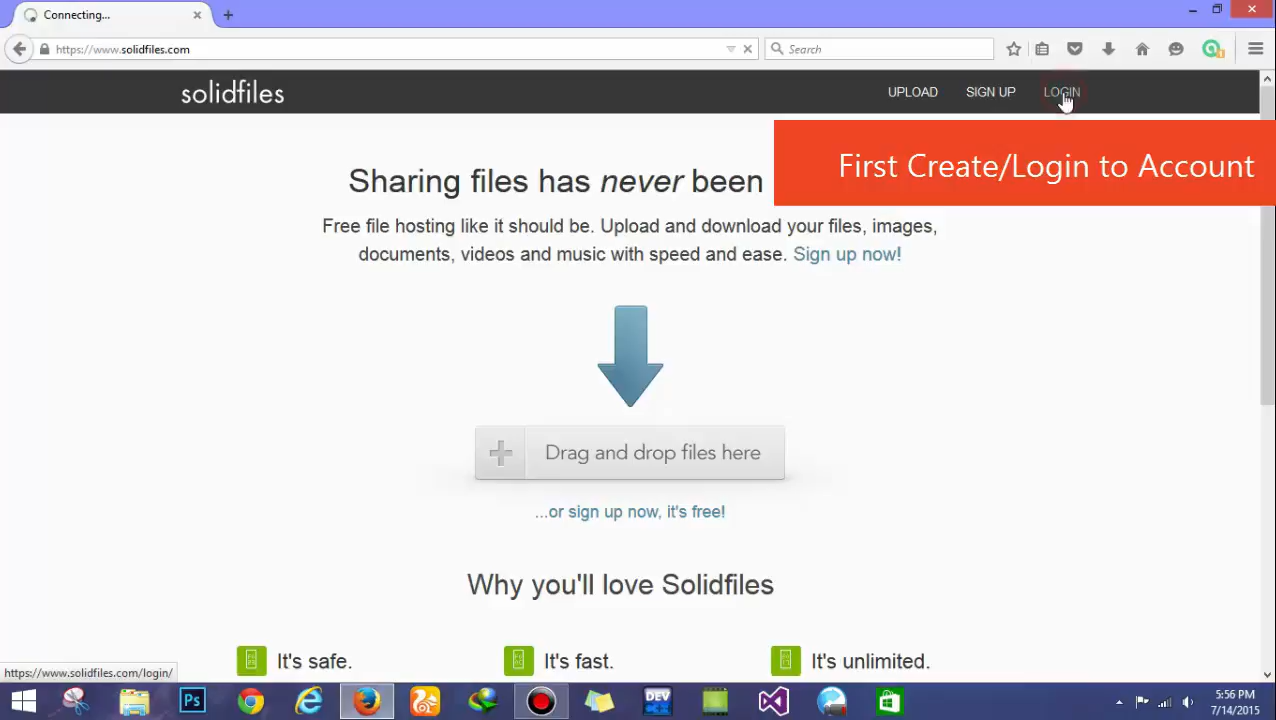 Connecting...
https://www.solidfiles.com
Search
solidfiles
UPLOAD
SIGN UP
LOGIN
First Create/Login to Account
Sharing files has never been
Free file hosting like it should be. Upload and download your files, images,
documents, videos and music with speed and ease. Sign up now!
Drag and drop files here
...or sign up now, it's free!
Why you'll love Solidfiles
It's safe.
It's fast.
It's unlimited.
https://www.solidfiles.com/login/
Ps
DEV
5:56 PM
7/14/2015